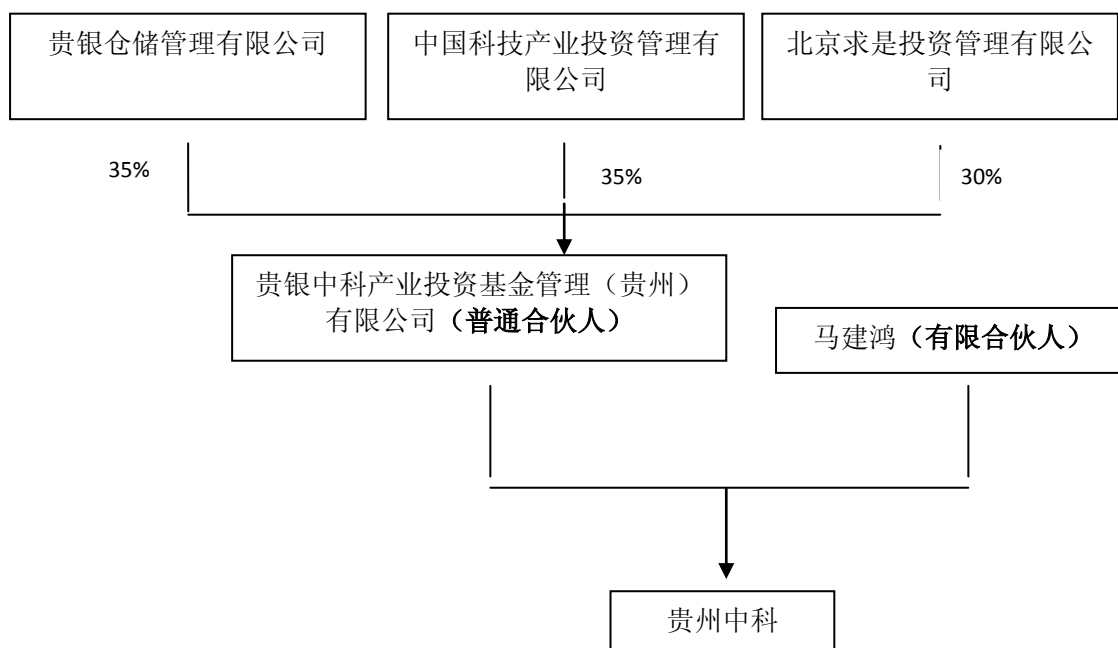 贵银仓储管理有限公司
中国科技产业投资管理有
限公司
北京求是投资管理有限公
司
35%
35%
30%
贵银中科产业投资基金管理（贵州）
有限公司（普通合伙人）
马建鸿（有限合伙人）
贵州中科